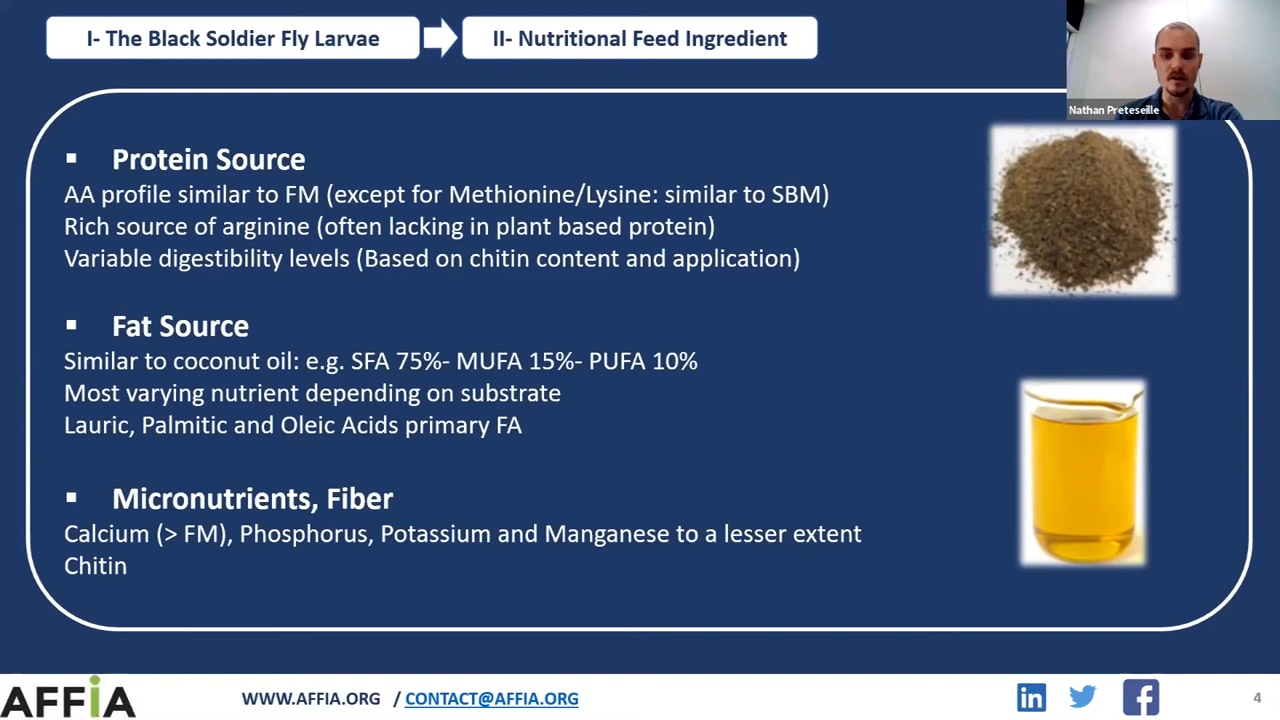 I- The Black Soldier Fly Larvae
II- Nutritional Feed Ingredient
Nathan Preteseille
▪ Protein Source
AA profile similar to FM (except for Methionine/Lysine: similar to SBM)
Rich source of arginine (often lacking in plant based protein)
Variable digestibility levels (Based on chitin content and application)
▪ Fat Source
Similar to coconut oil: e.g. SFA 75%- MUFA 15%- PUFA 10%
Most varying nutrient depending on substrate
Lauric, Palmitic and Oleic Acids primary FA
▪ Micronutrients, Fiber
Calcium (> FM), Phosphorus, Potassium and Manganese to a lesser extent
Chitin
AFFiA
WWW.AFFIA.ORG / CONTACT@AFFIA.ORG
4